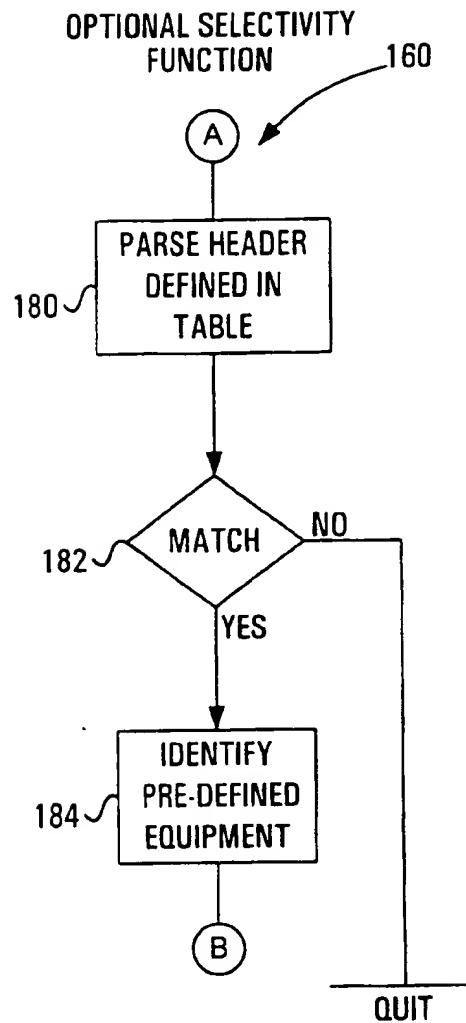 OPTIONAL SELECTIVITY
FUNCTION
160
A
PARSE HEADER
DEFINED IN
TABLE
180
MATCH
NO
182
YES
IDENTIFY
PRE-DEFINED
EQUIPMENT
184
B
QUIT